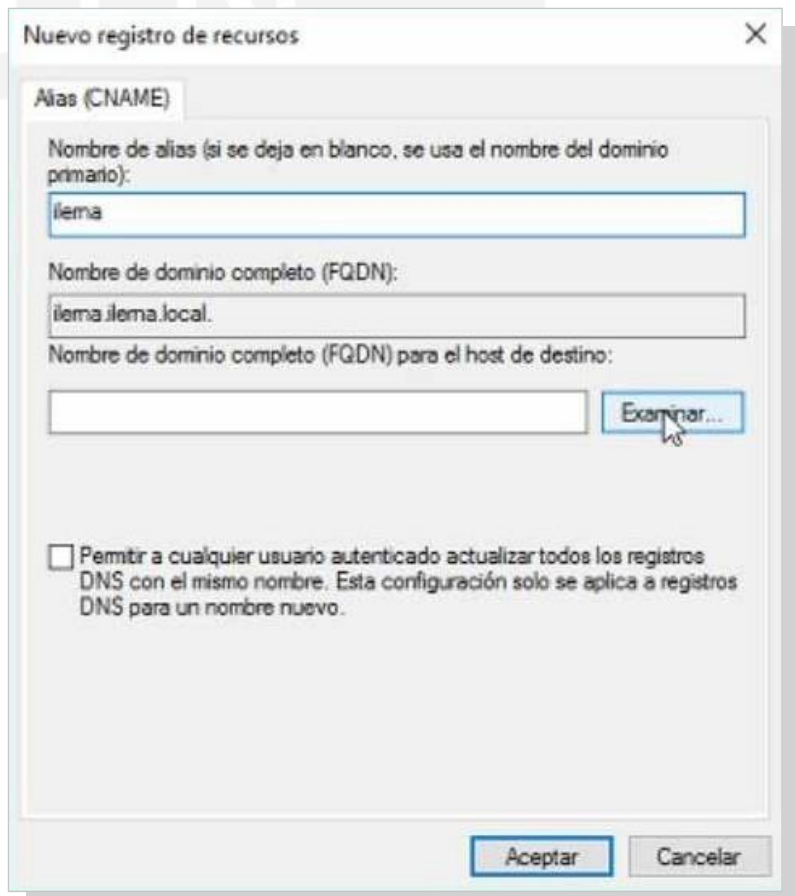 Nuevo registro de recursos
Alias (CNAME)
Nombre de alias (si se deja en blanco, se usa el nombre del dominio
primario):
ilerna
Nombre de dominio completo (FQDN):
ilerna.ilerna.local.
Nombre de dominio completo (FQDN) para el host de destino:
Examinar...
Permitir a cualquier usuario autenticado actualizar todos los registros
DNS con el mismo nombre. Esta configuración solo se aplica a registros
DNS para un nombre nuevo.
Aceptar
Cancelar